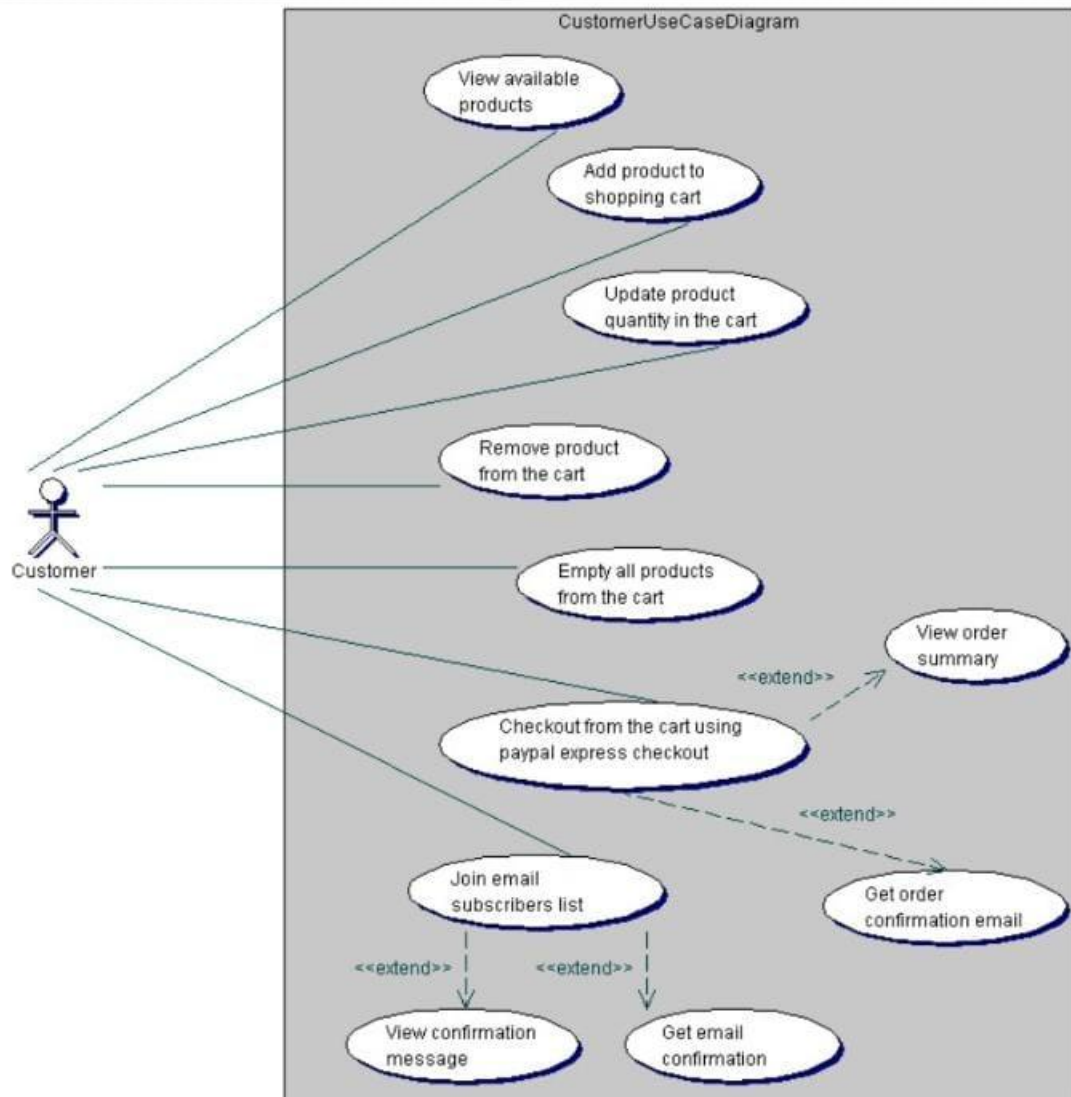 CustomerUseCaseDiagram
View available
products
Add product to
shopping cart
Update product
quantity in the cart
Remove product
from the cart
Customer
Empty all products
from the cart
View order
summary
<<extend>>
Checkout from the cart using
paypal express checkout
<<extend>>
Join email
subscribers list
Get order
confirmation email
<<extend>>
<<extend>>
View confirmation
message
Get email
confirmation